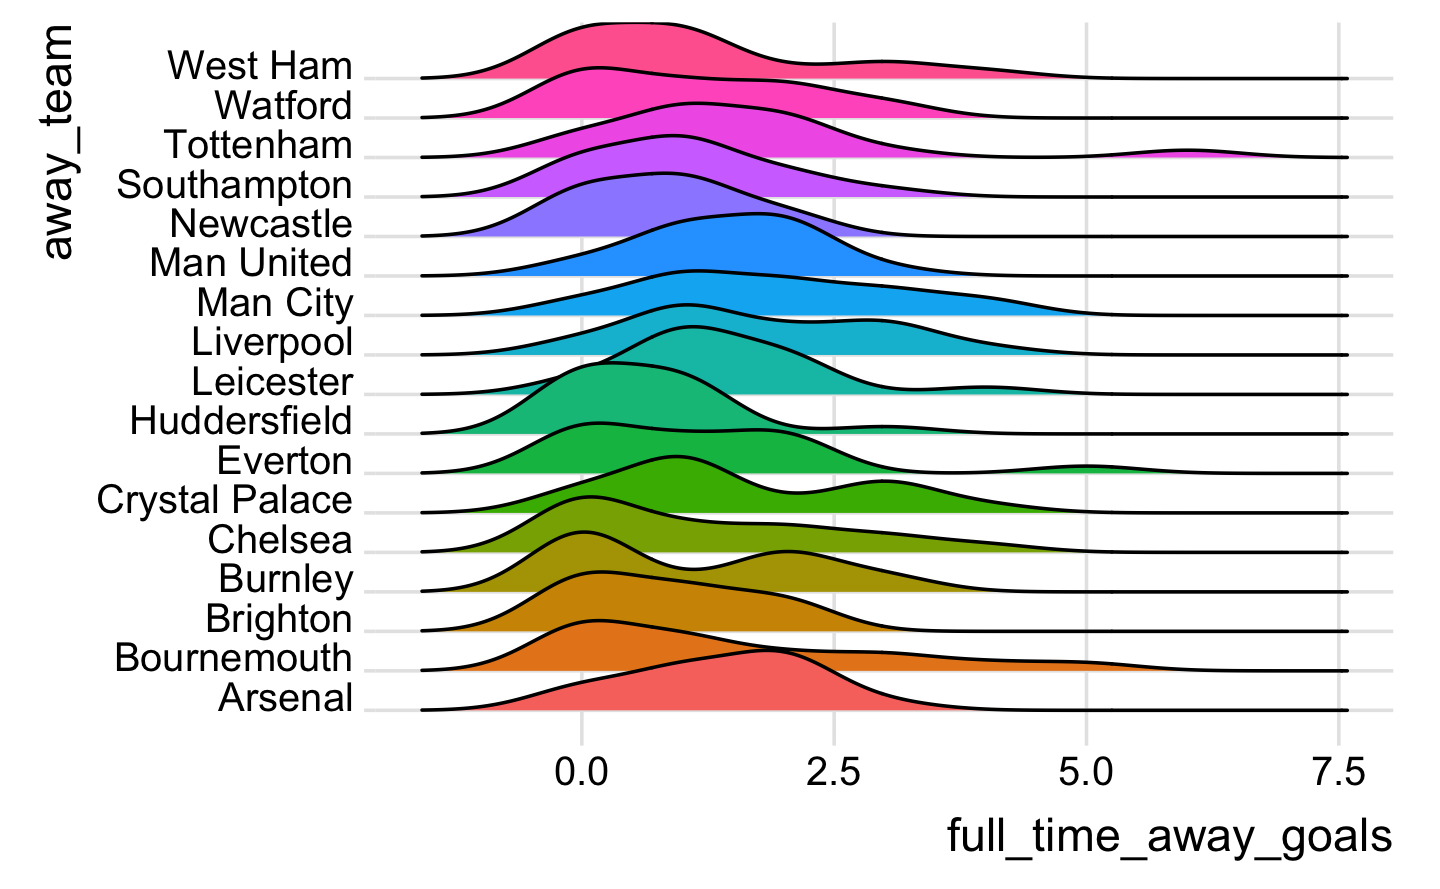 away_team
West Ham
Watford
Tottenham
Southampton
Newcastle
Man United
Man City
Liverpool
Leicester
Huddersfield
Everton
Crystal Palace
Chelsea
Burnley
Brighton
Bournemouth
Arsenal
0.0 2.5 5.0 7.5
full_time_away_goals